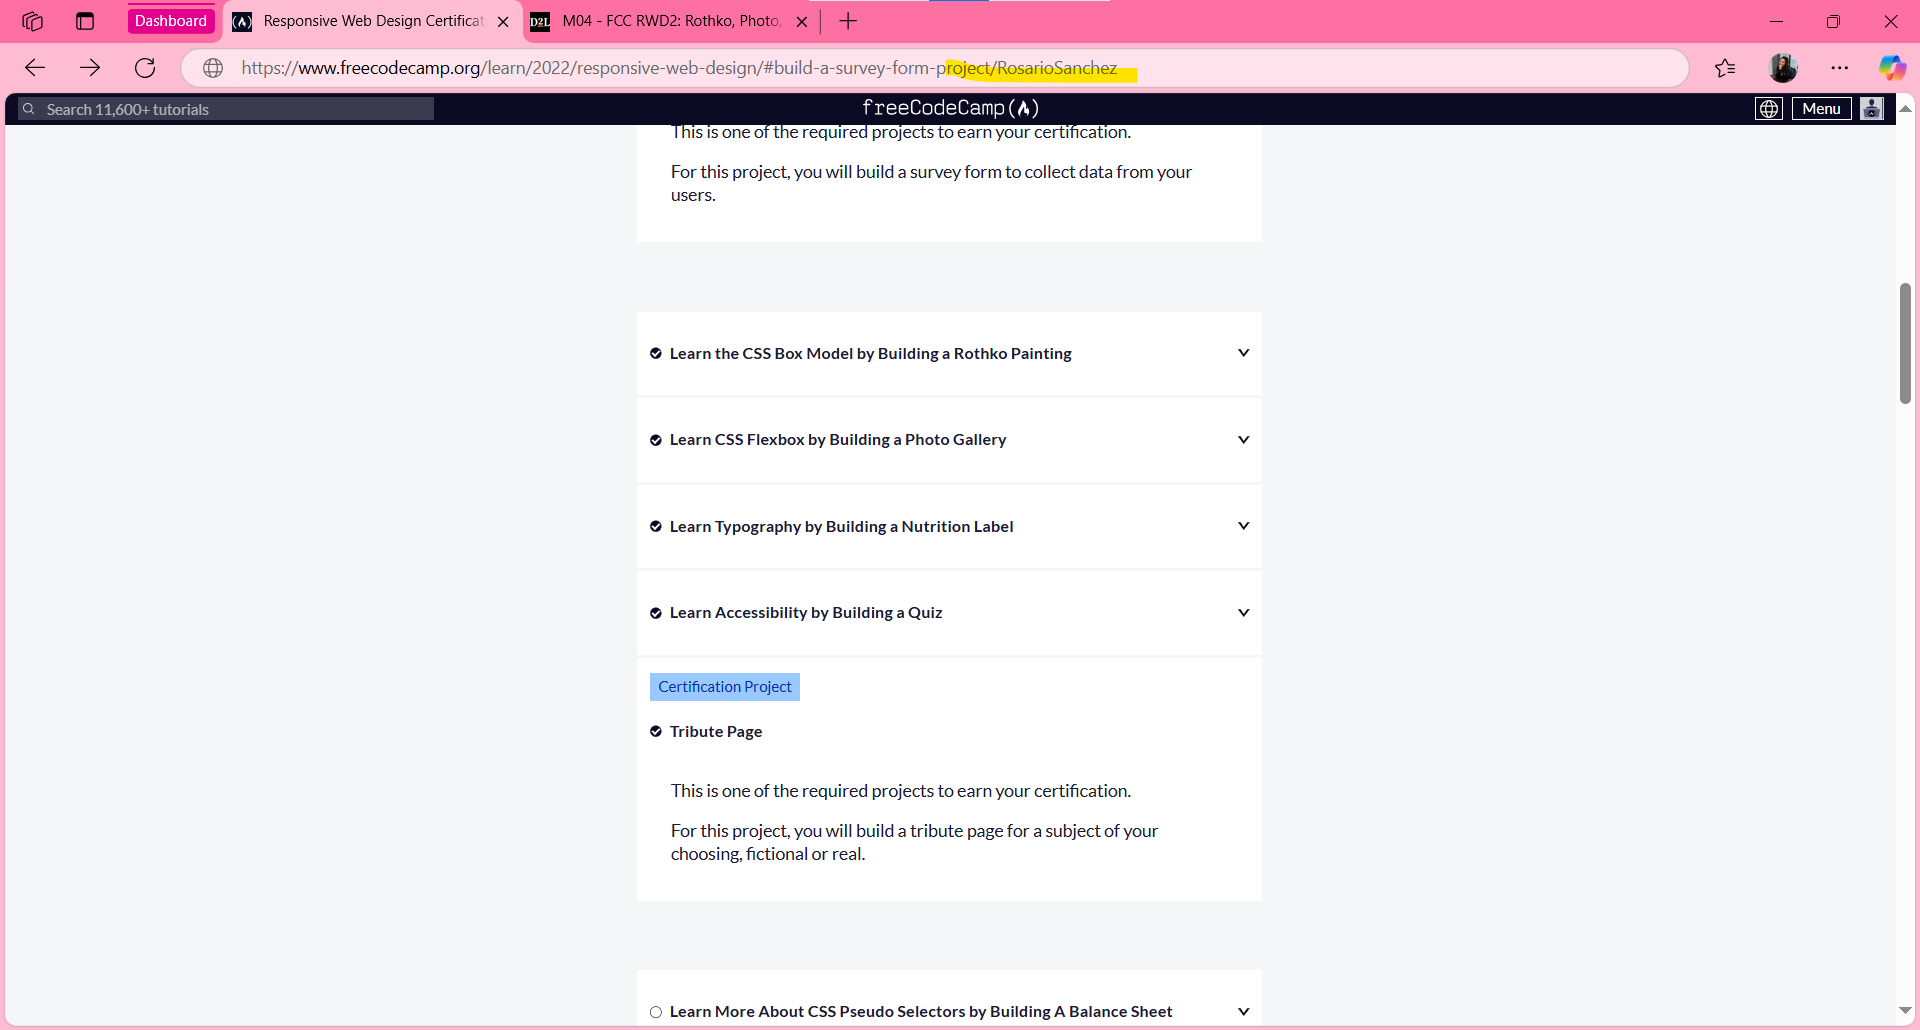 Dashboard
Responsive Web Design Certificat
D2L
M04 - FCC RWD2: Rothko, Photo,
https://www.freecodecamp.org/learn/2022/responsive-web-design/#build-a-survey-form-project/RosarioSanchez
Search 11,600+ tutorials
freeCodeCamp
Menu
This is one of the required projects to earn your certification.
For this project, you will build a survey form to collect data from your
users.
Learn the CSS Box Model by Building a Rothko Painting
Learn CSS Flexbox by Building a Photo Gallery
Learn Typography by Building a Nutrition Label
Learn Accessibility by Building a Quiz
Certification Project
Tribute Page
This is one of the required projects to earn your certification.
For this project, you will build a tribute page for a subject of your
choosing, fictional or real.
Learn More About CSS Pseudo Selectors by Building A Balance Sheet